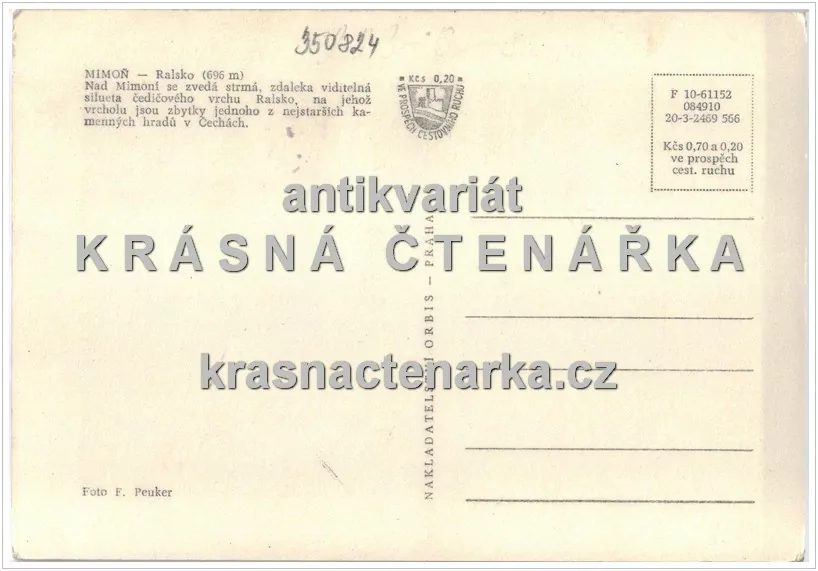 350824
MIMOŇ — Ralsko (696 m)
Nad Mimoní se zvedá strmá, zdaleka viditelná
silueta čedičového vrchu Ralsko, na jehož
vrcholu jsou zbytky jednoho z nejstarších ka-
menných hradů v Čechách.
Kčs 0,20
VE PROSPĚCH CESTOVNÍHO RUCHU
F 10-61152
084910
20-3-2469 566
Kčs 0,70 a 0,20
ve prospěch
cest. ruchu
antikvariát
KRÁSNÁ ČTENÁŘKA
krasnactenarka.cz
NAKLADATELSTVÍ ORBIS — PRAHA
Foto F. Peuker